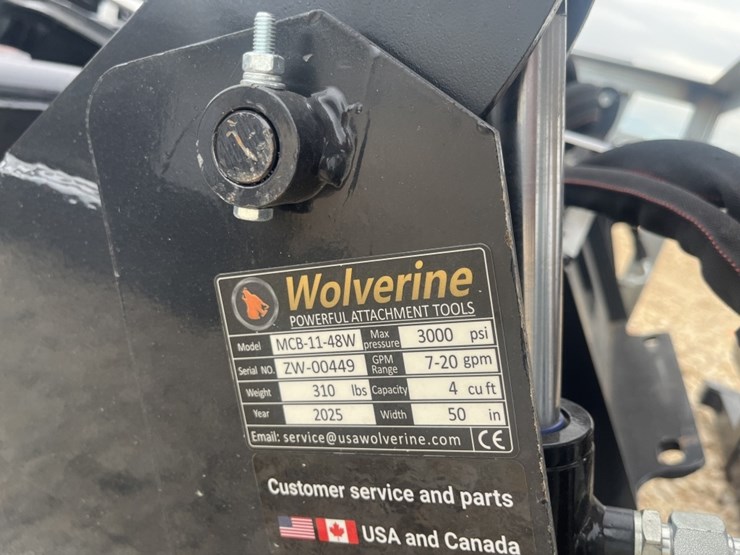 Wolverine
POWERFUL ATTACHMENT TOOLS
Model MCB-11-48W Max pressure 3000 psi
Serial NO. ZW-00449 GPM Range 7-20 gpm
Weight 310 lbs Capacity 4 cu ft
Year 2025 Width 50 in
Email: service@usawolverine.com CE
Customer service and parts
USA and Canada